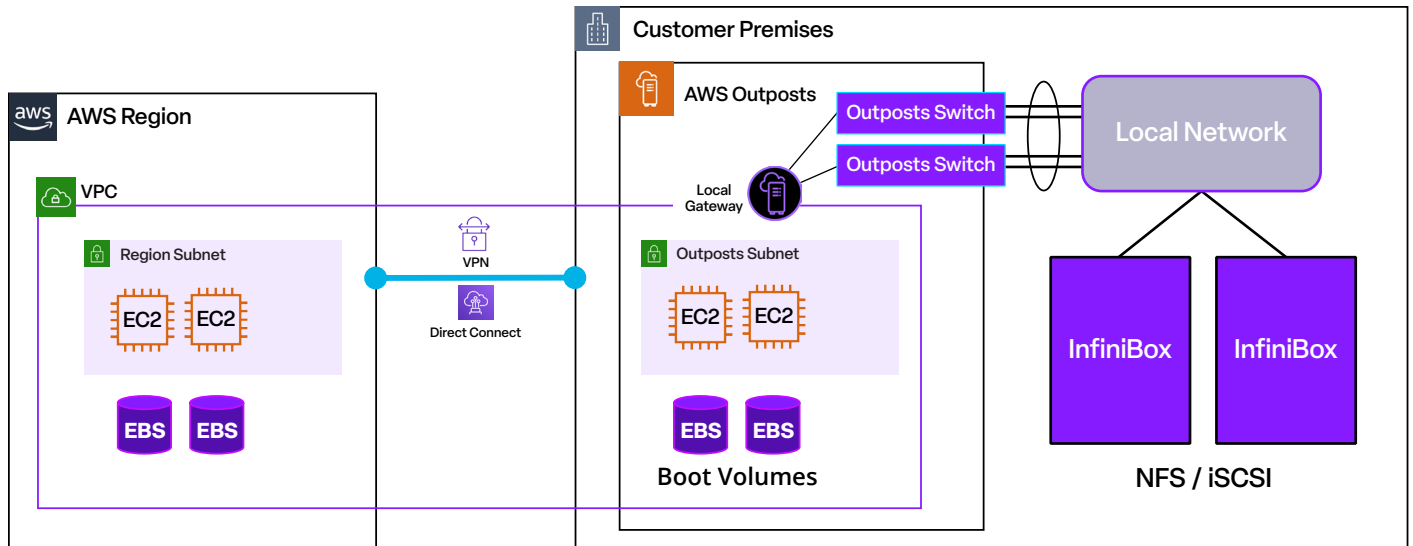 Customer Premises
aws
AWS Region
AWS Outposts
Outposts Switch
Outposts Switch
Local Network
VPC
Local
Gateway
Region Subnet
EC2
EC2
EBS
EBS
VPN
Direct Connect
Outposts Subnet
EC2
EC2
EBS
EBS
Boot Volumes
InfiniBox
InfiniBox
NFS / iSCSI